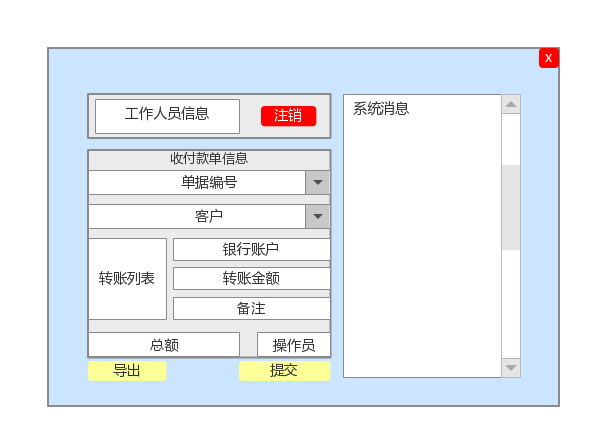 X
工作人员信息
注销
系统消息
收付款单信息
单据编号
客户
银行账户
转账列表
转账金额
备注
总额
操作员
导出
提交